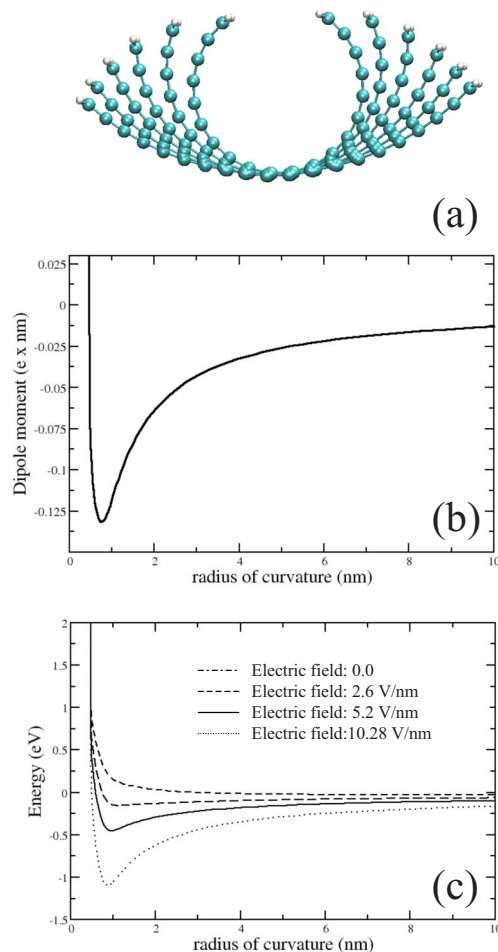 (a)
0.025
0
-0.025
-0.05
-0.075
-0.1
-0.125
Dipole moment (e x nm)
(b)
0 2 4 6 8 10
radius of curvature (nm)
2
1.5
1
0.5
0
-0.5
-1
-1.5
Energy (eV)
Electric field: 0.0
Electric field: 2.6 V/nm
Electric field: 5.2 V/nm
Electric field:10.28 V/nm
(c)
0 2 4 6 8 10
radius of curvature (nm)